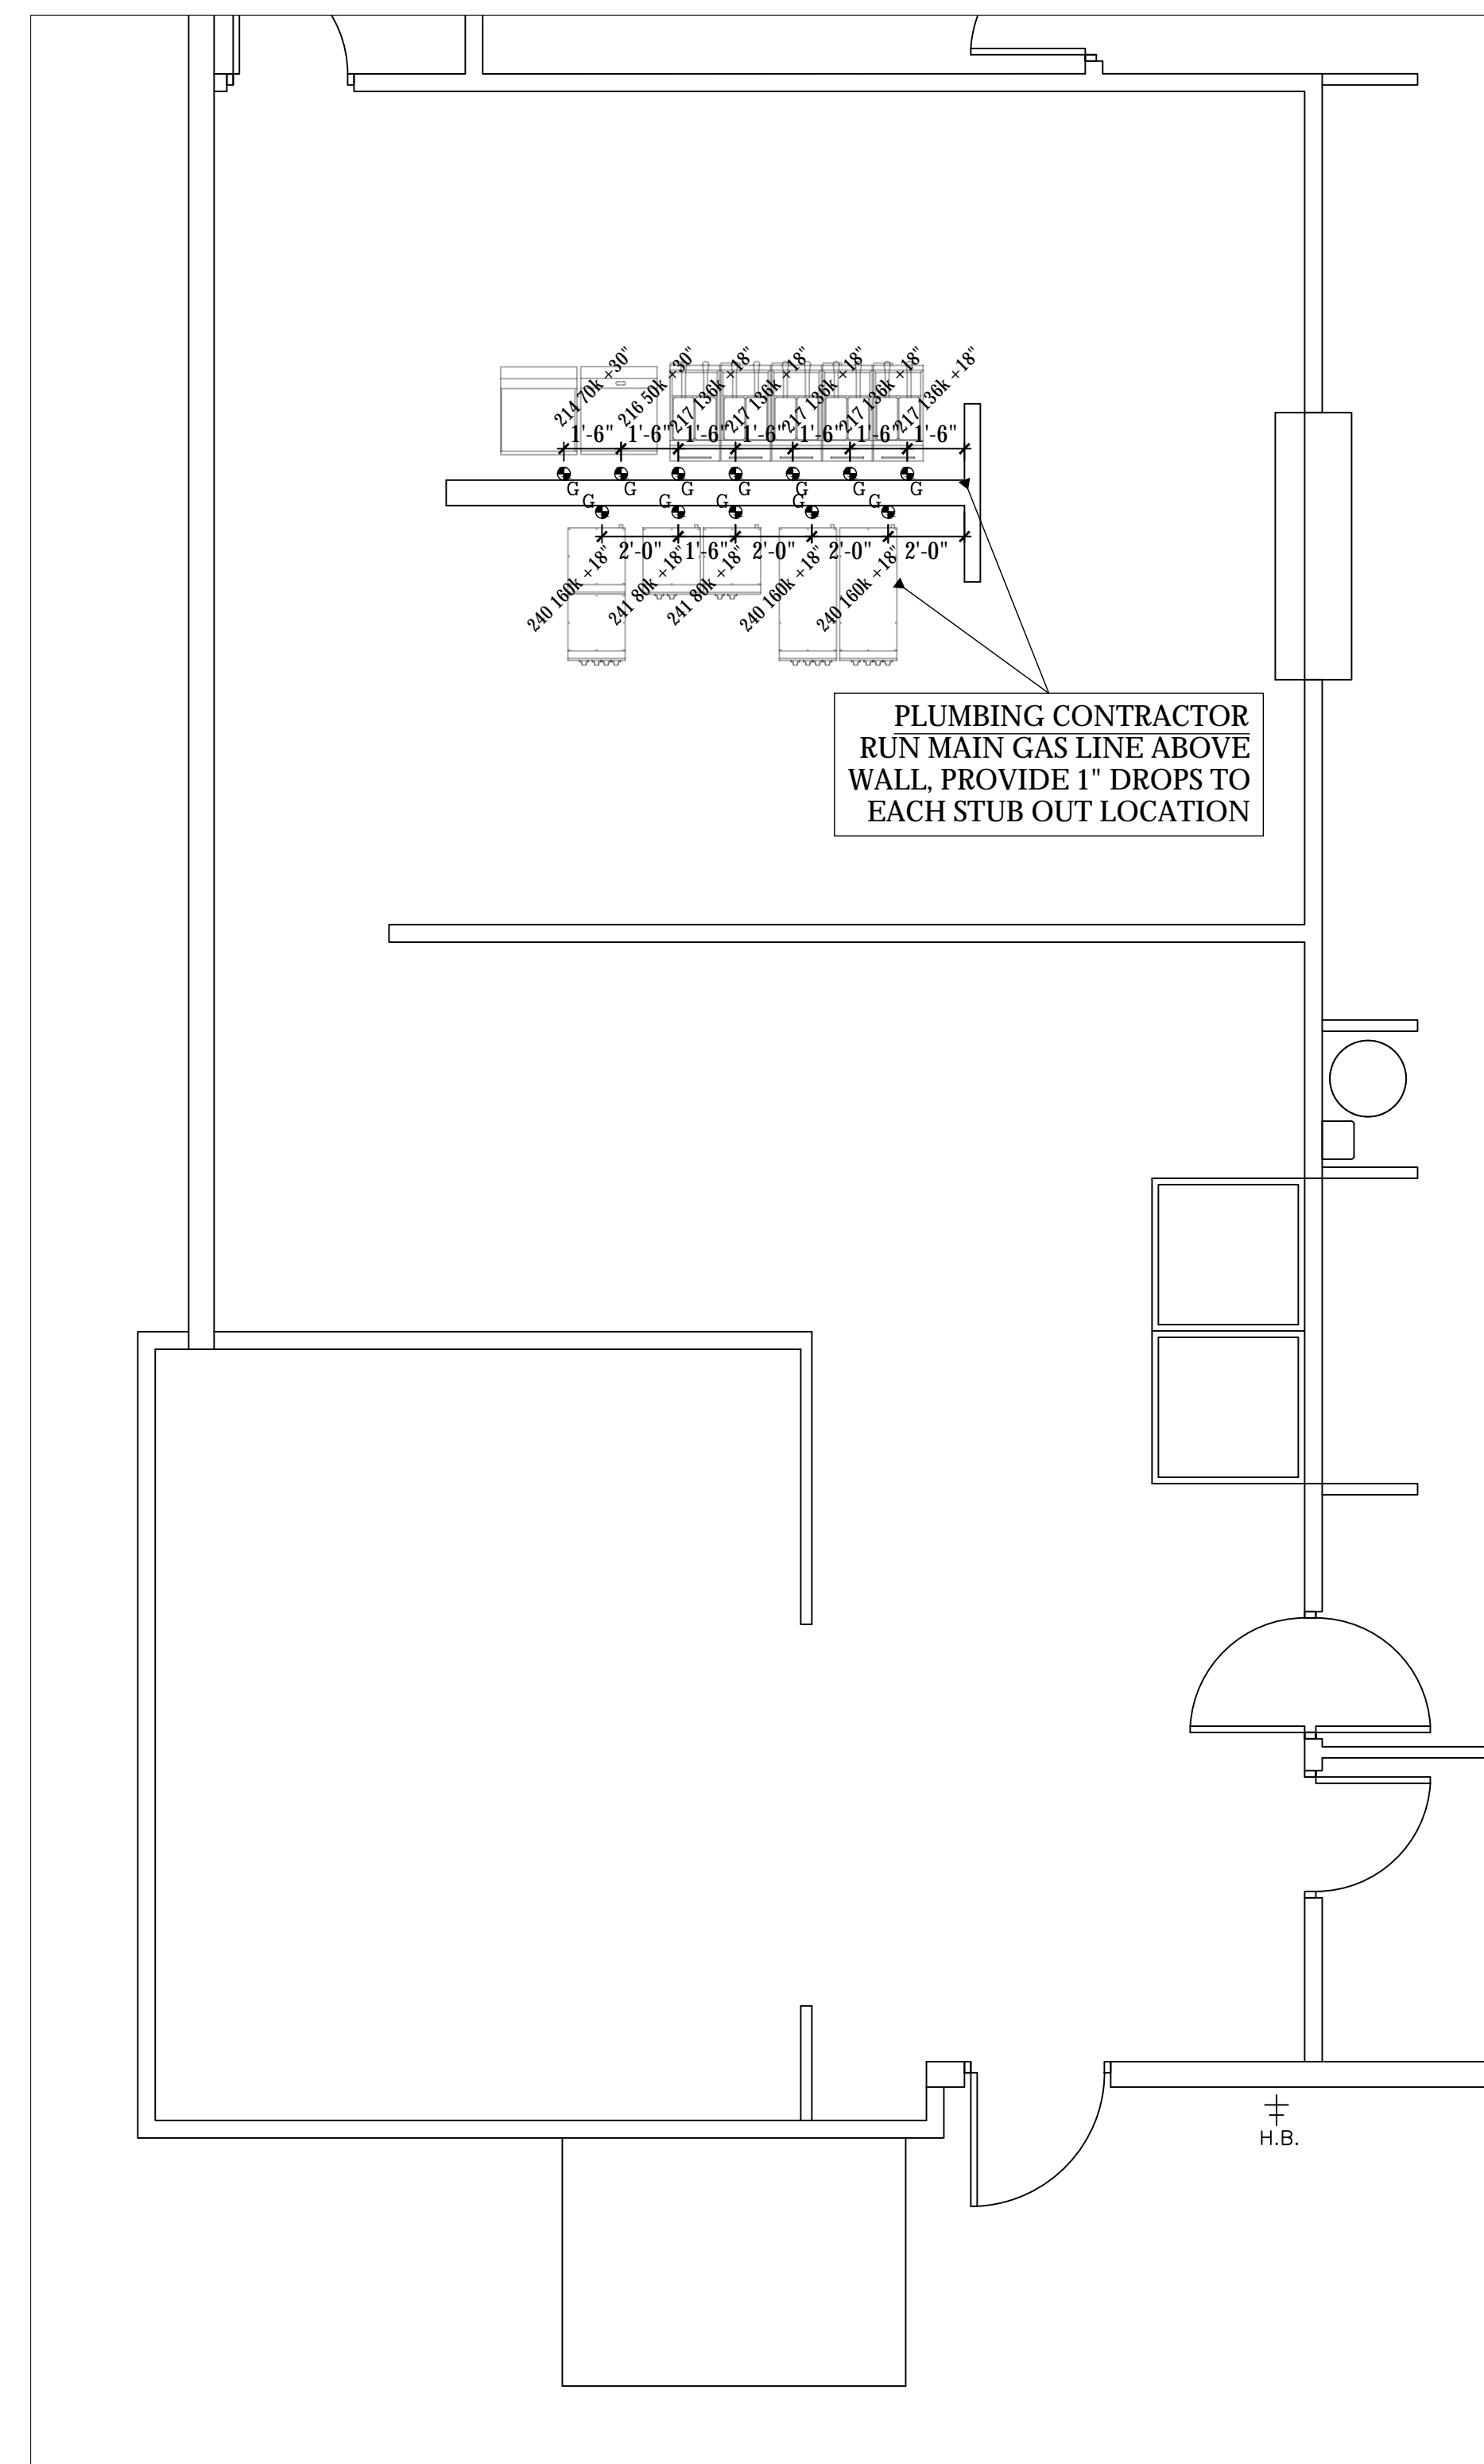 214 70k +30"
216 50k +30"
217 136k +18"
217 136k +18"
217 136k +18"
217 136k +18"
217 136k +18"
1'-6" 1'-6" 1'-6" 1'-6" 1'-6" 1'-6" 1'-6"
G G G G G G G
G G G G G
2'-0" 1'-6" 2'-0" 2'-0" 2'-0"
240 160k +18"
241 80k +18"
241 80k +18"
240 160k +18"
240 160k +18"
PLUMBING CONTRACTOR
RUN MAIN GAS LINE ABOVE
WALL, PROVIDE 1" DROPS TO
EACH STUB OUT LOCATION
H.B.